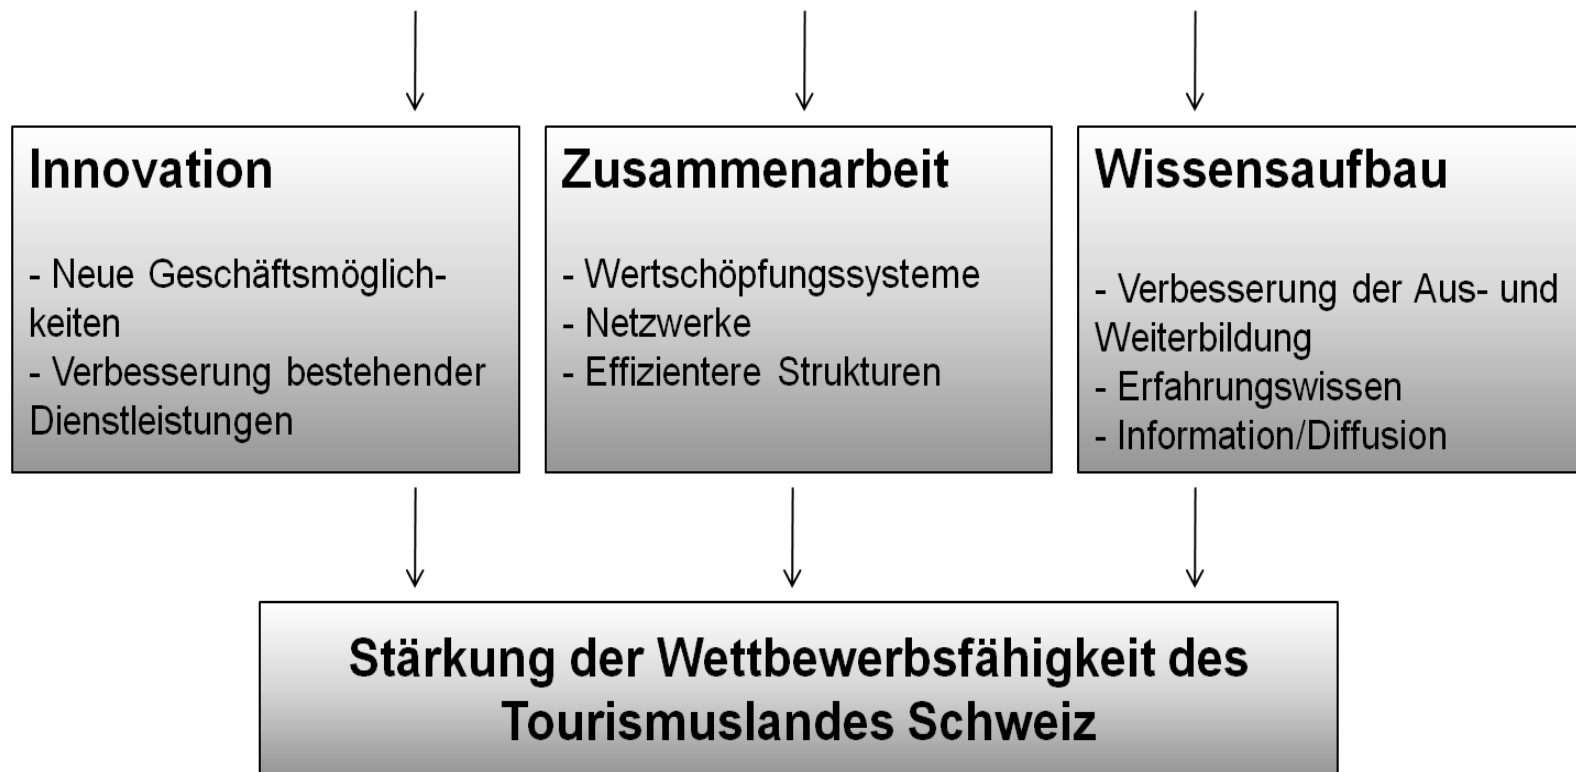 Innovation
- Neue Geschäftsmöglich-
keiten
- Verbesserung bestehender
Dienstleistungen
Zusammenarbeit
- Wertschöpfungssysteme
- Netzwerke
- Effizientere Strukturen
Wissensaufbau
- Verbesserung der Aus- und
Weiterbildung
- Erfahrungswissen
- Information/Diffusion
Stärkung der Wettbewerbsfähigkeit des
Tourismuslandes Schweiz